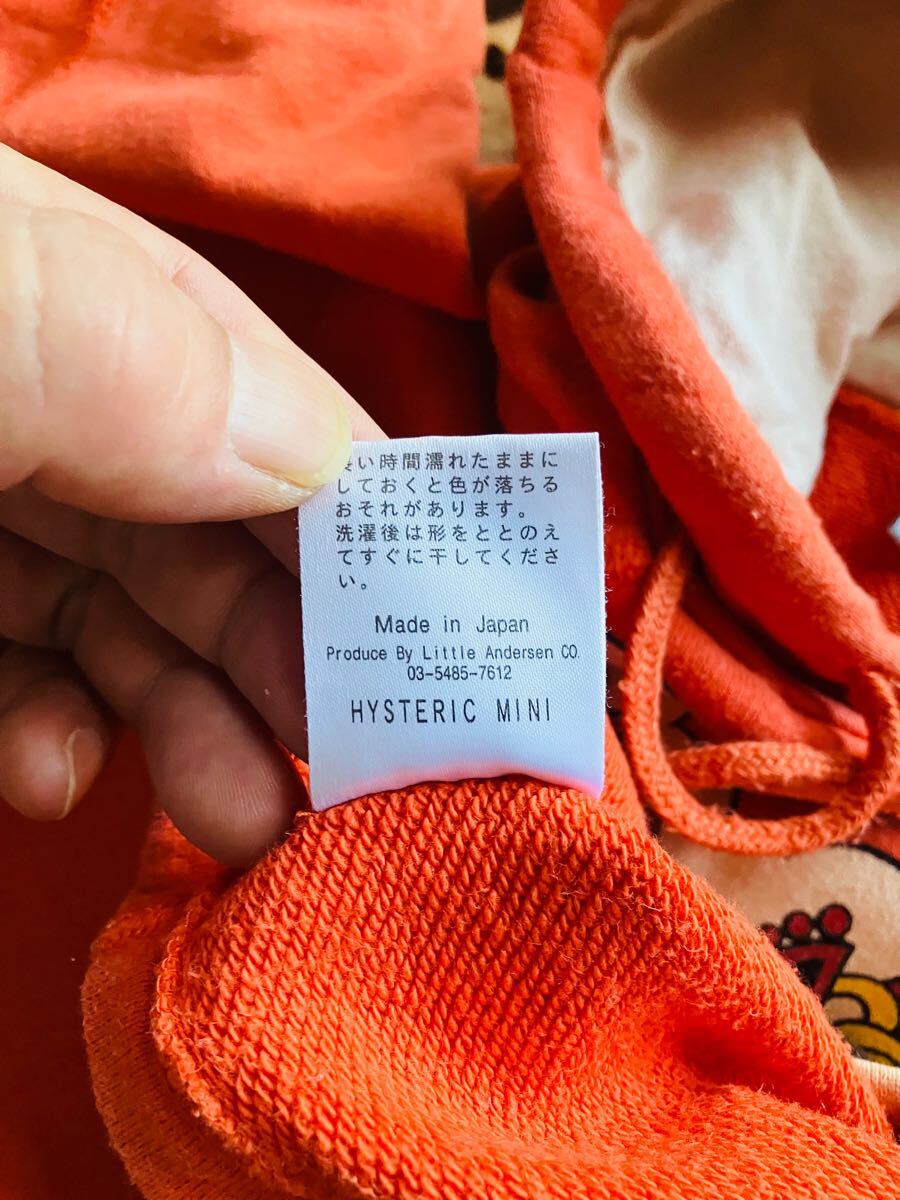 い時間濡れたままに
しておくと色が落ちる
おそれがあります。
洗濯後は形をととのえ
てすぐに干してくださ
い。
Made in Japan
Produce By Little Andersen CO.
03-5485-7612
HYSTERIC MINI